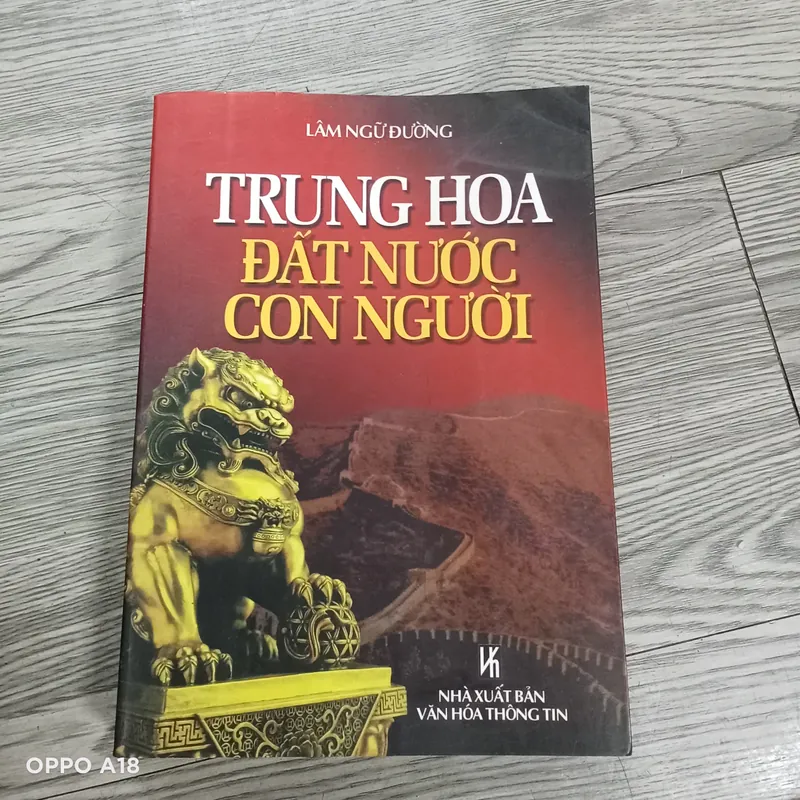 LÂM NGỮ ĐƯỜNG
TRUNG HOA
ĐẤT NƯỚC
CON NGƯỜI
NHÀ XUẤT BẢN
VĂN HÓA THÔNG TIN
OPPO A18